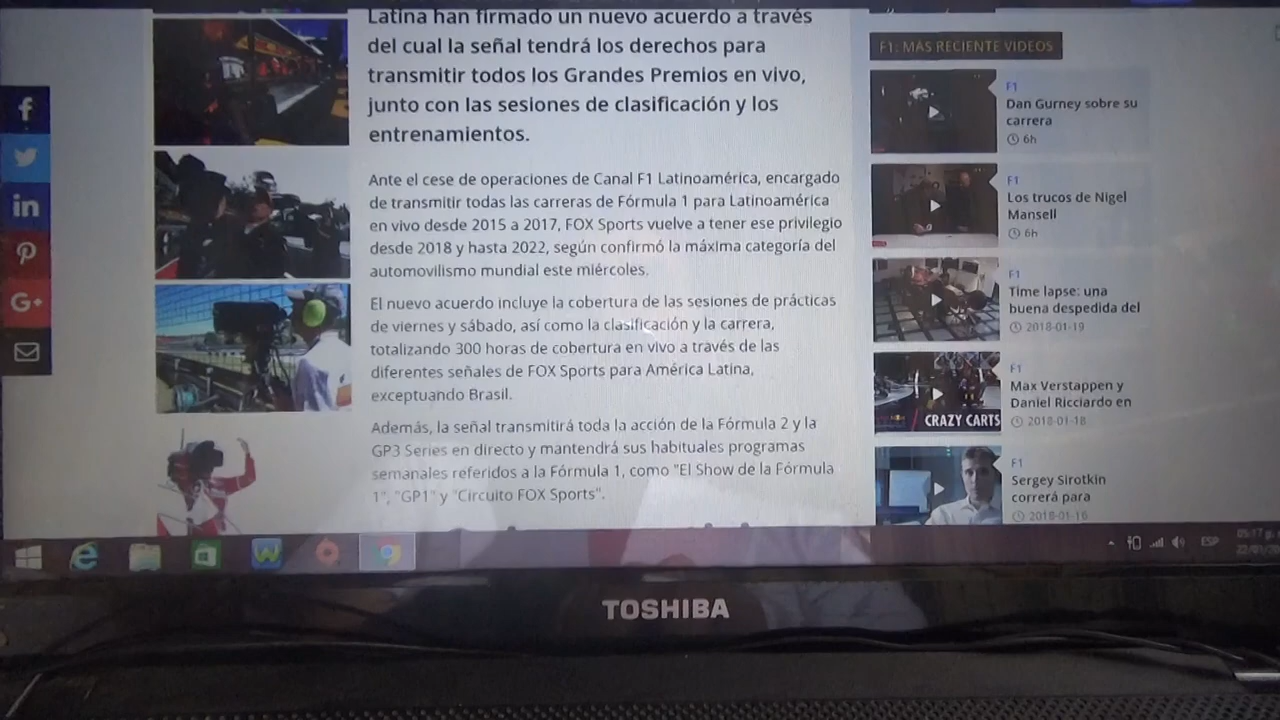 Latina han firmado un nuevo acuerdo a través
del cual la señal tendrá los derechos para
transmitir todos los Grandes Premios en vivo,
junto con las sesiones de clasificación y los
entrenamientos.
Ante el cese de operaciones de Canal F1 Latinoamérica, encargado
de transmitir todas las carreras de Fórmula 1 para Latinoamérica
en vivo desde 2015 a 2017, FOX Sports vuelve a tener ese privilegio
desde 2018 y hasta 2022, según confirmó la máxima categoría del
automovilismo mundial este miércoles.
El nuevo acuerdo incluye la cobertura de las sesiones de prácticas
de viernes y sábado, así como la clasificación y la carrera,
totalizando 300 horas de cobertura en vivo a través de las
diferentes señales de FOX Sports para América Latina,
exceptuando Brasil.
Además, la señal transmitirá toda la acción de la Fórmula 2 y la
GP3 Series en directo y mantendrá sus habituales programas
semanales referidos a la Fórmula 1, como "El Show de la Fórmula
1", "GP1" y "Circuito FOX Sports".
F1: MÁS RECIENTE VIDEOS
F1
Dan Gurney sobre su
carrera
6h
F1
Los trucos de Nigel
Mansell
6h
F1
Time lapse: una
buena despedida del
2018-01-19
F1
Max Verstappen y
Daniel Ricciardo en
2018-01-18
CRAZY CARTS
F1
Sergey Sirotkin
correrá para
2018-01-16
f
in
G+
ESP
05:17 p.
TOSHIBA